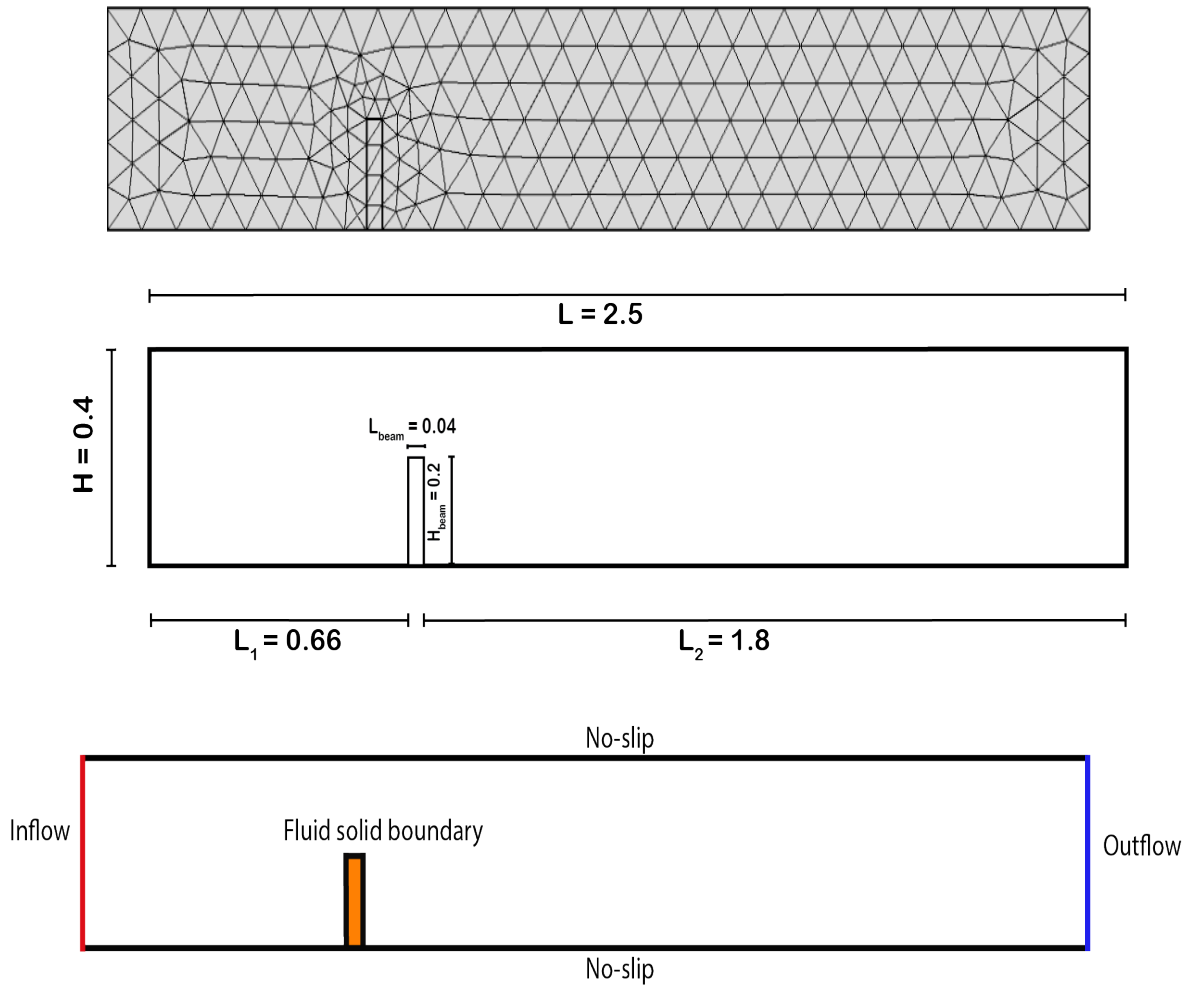 L = 2.5
H = 0.4
L_beam = 0.04
H_beam = 0.2
L_1 = 0.66
L_2 = 1.8
No-slip
Inflow
Fluid solid boundary
Outflow
No-slip